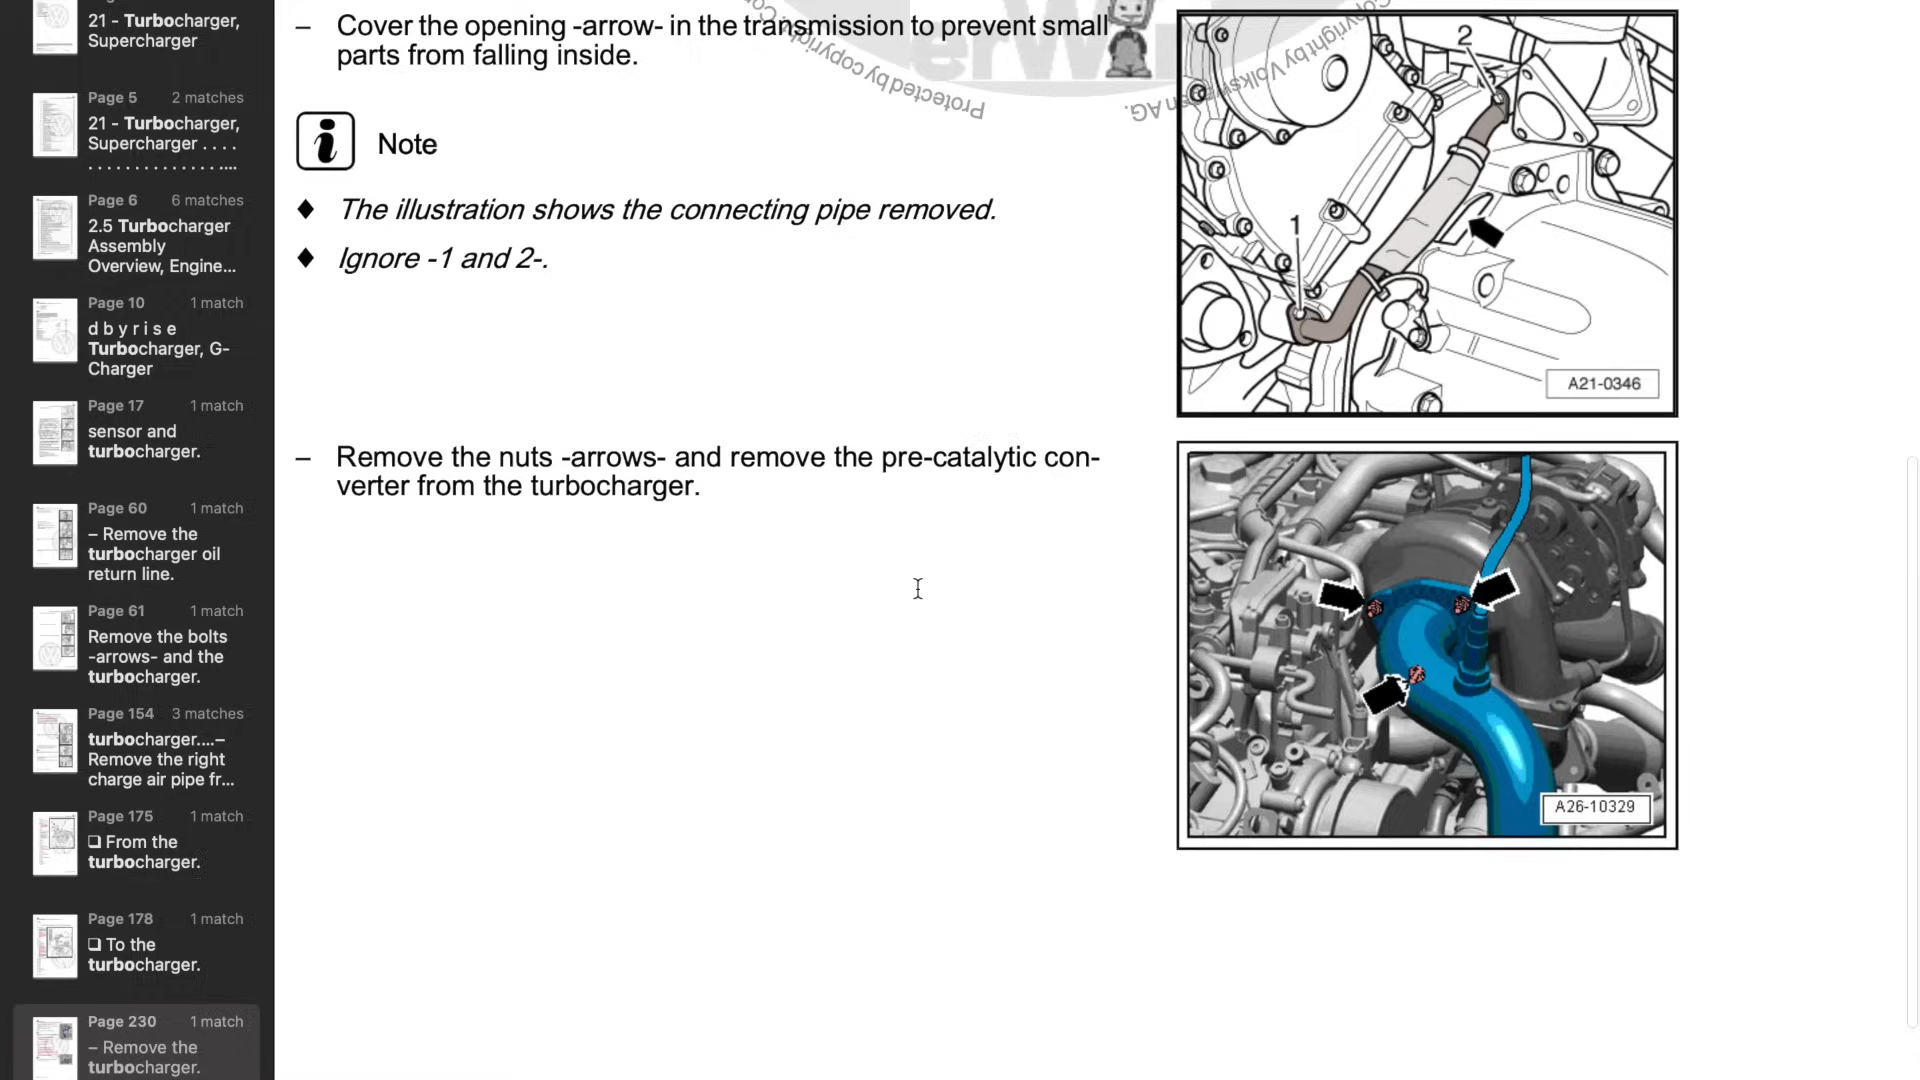 21 - Turbocharger,
Supercharger
Page 5 2 matches
21 - Turbocharger,
Supercharger . . . .
. . . . . . . . . . . . . . ....
Page 6 6 matches
2.5 Turbocharger
Assembly
Overview, Engine...
Page 10 1 match
d b y r i s e
Turbocharger, G-
Charger
Page 17 1 match
sensor and
turbocharger.
Page 60 1 match
– Remove the
turbocharger oil
return line.
Page 61 1 match
Remove the bolts
-arrows- and the
turbocharger.
Page 154 3 matches
turbocharger....–
Remove the right
charge air pipe fr...
Page 175 1 match
❑ From the
turbocharger.
Page 178 1 match
❑ To the
turbocharger.
Page 230 1 match
– Remove the
turbocharger.
– Cover the opening -arrow- in the transmission to prevent small
parts from falling inside.
Protected by copyright
Copyright by Volkswagen AG.
erWin
i Note
♦ The illustration shows the connecting pipe removed.
♦ Ignore -1 and 2-.
2
1
A21-0346
– Remove the nuts -arrows- and remove the pre-catalytic con-
verter from the turbocharger.
A26-10329